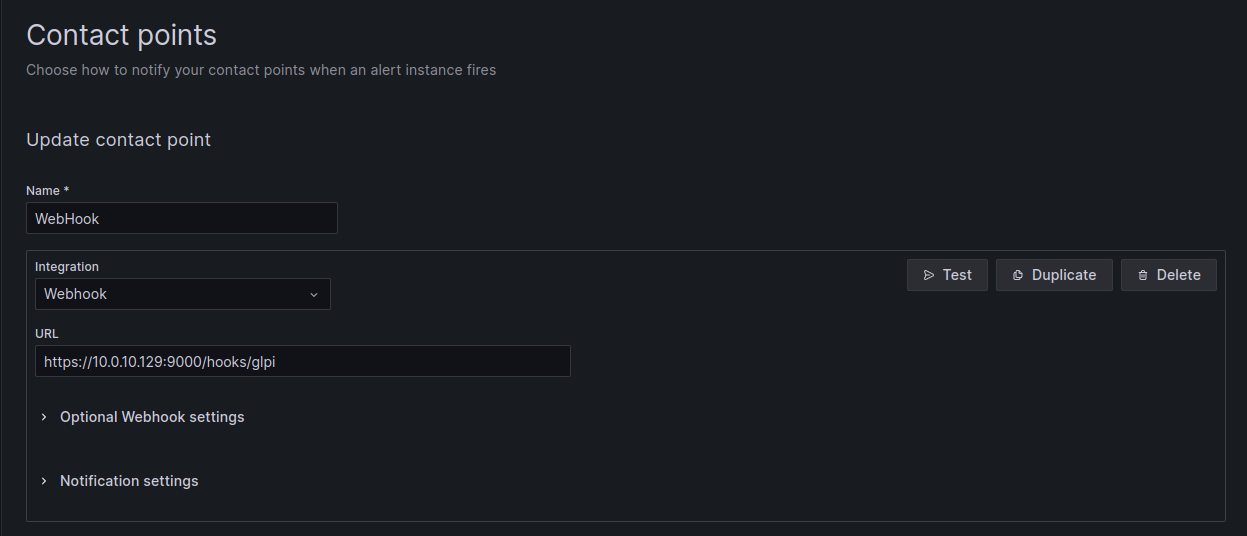 Contact points
Choose how to notify your contact points when an alert instance fires
Update contact point
Name *
WebHook
Integration
Webhook
Test
Duplicate
Delete
URL
https://10.0.10.129:9000/hooks/glpi
Optional Webhook settings
Notification settings